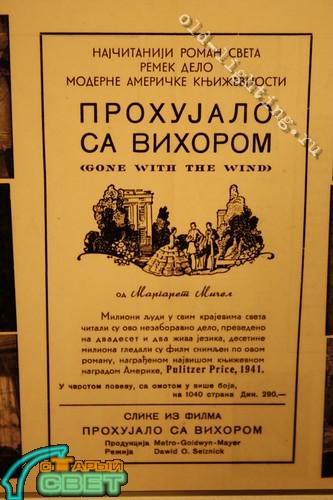 old-lighting.ru
НАЈЧИТАНИЈИ РОМАН СВЕТА
РЕМЕК ДЕЛО
МОДЕРНЕ АМЕРИЧКЕ КЊИЖЕВНОСТИ
ПРОХУЈАЛО
СА ВИХОРОМ
(GONE WITH THE WIND)
од Маргарет Мичел
Милиони људи у свим крајевима света
читали су ово незаборавно дело, преведено
на двадесет и два жива језика, десетине
милиона гледали су филм снимљен по овом
роману, награђеном највишом књижевном
наградом Америке, Pulitzer Price, 1941.
У чврстом повезу, са омотом у више боја,
на 1040 страна Дин. 290,—
СЛИКЕ ИЗ ФИЛМА
ПРОХУЈАЛО СА ВИХОРОМ
Продукција Metro-Goldwyn-Mayer
Режија Dawid O. Selznick
СТАРЫЙ
СВЕТ